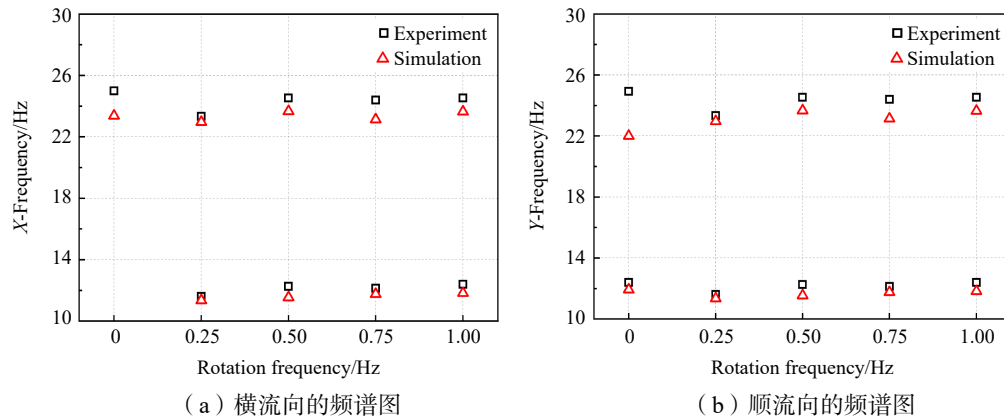 30
26
22
18
14
10
X-Frequency/Hz
Experiment
Simulation
0
0.25
0.50
0.75
1.00
Rotation frequency/Hz
（a）横流向的频谱图
30
26
22
18
14
10
Y-Frequency/Hz
Experiment
Simulation
0
0.25
0.50
0.75
1.00
Rotation frequency/Hz
（b）顺流向的频谱图